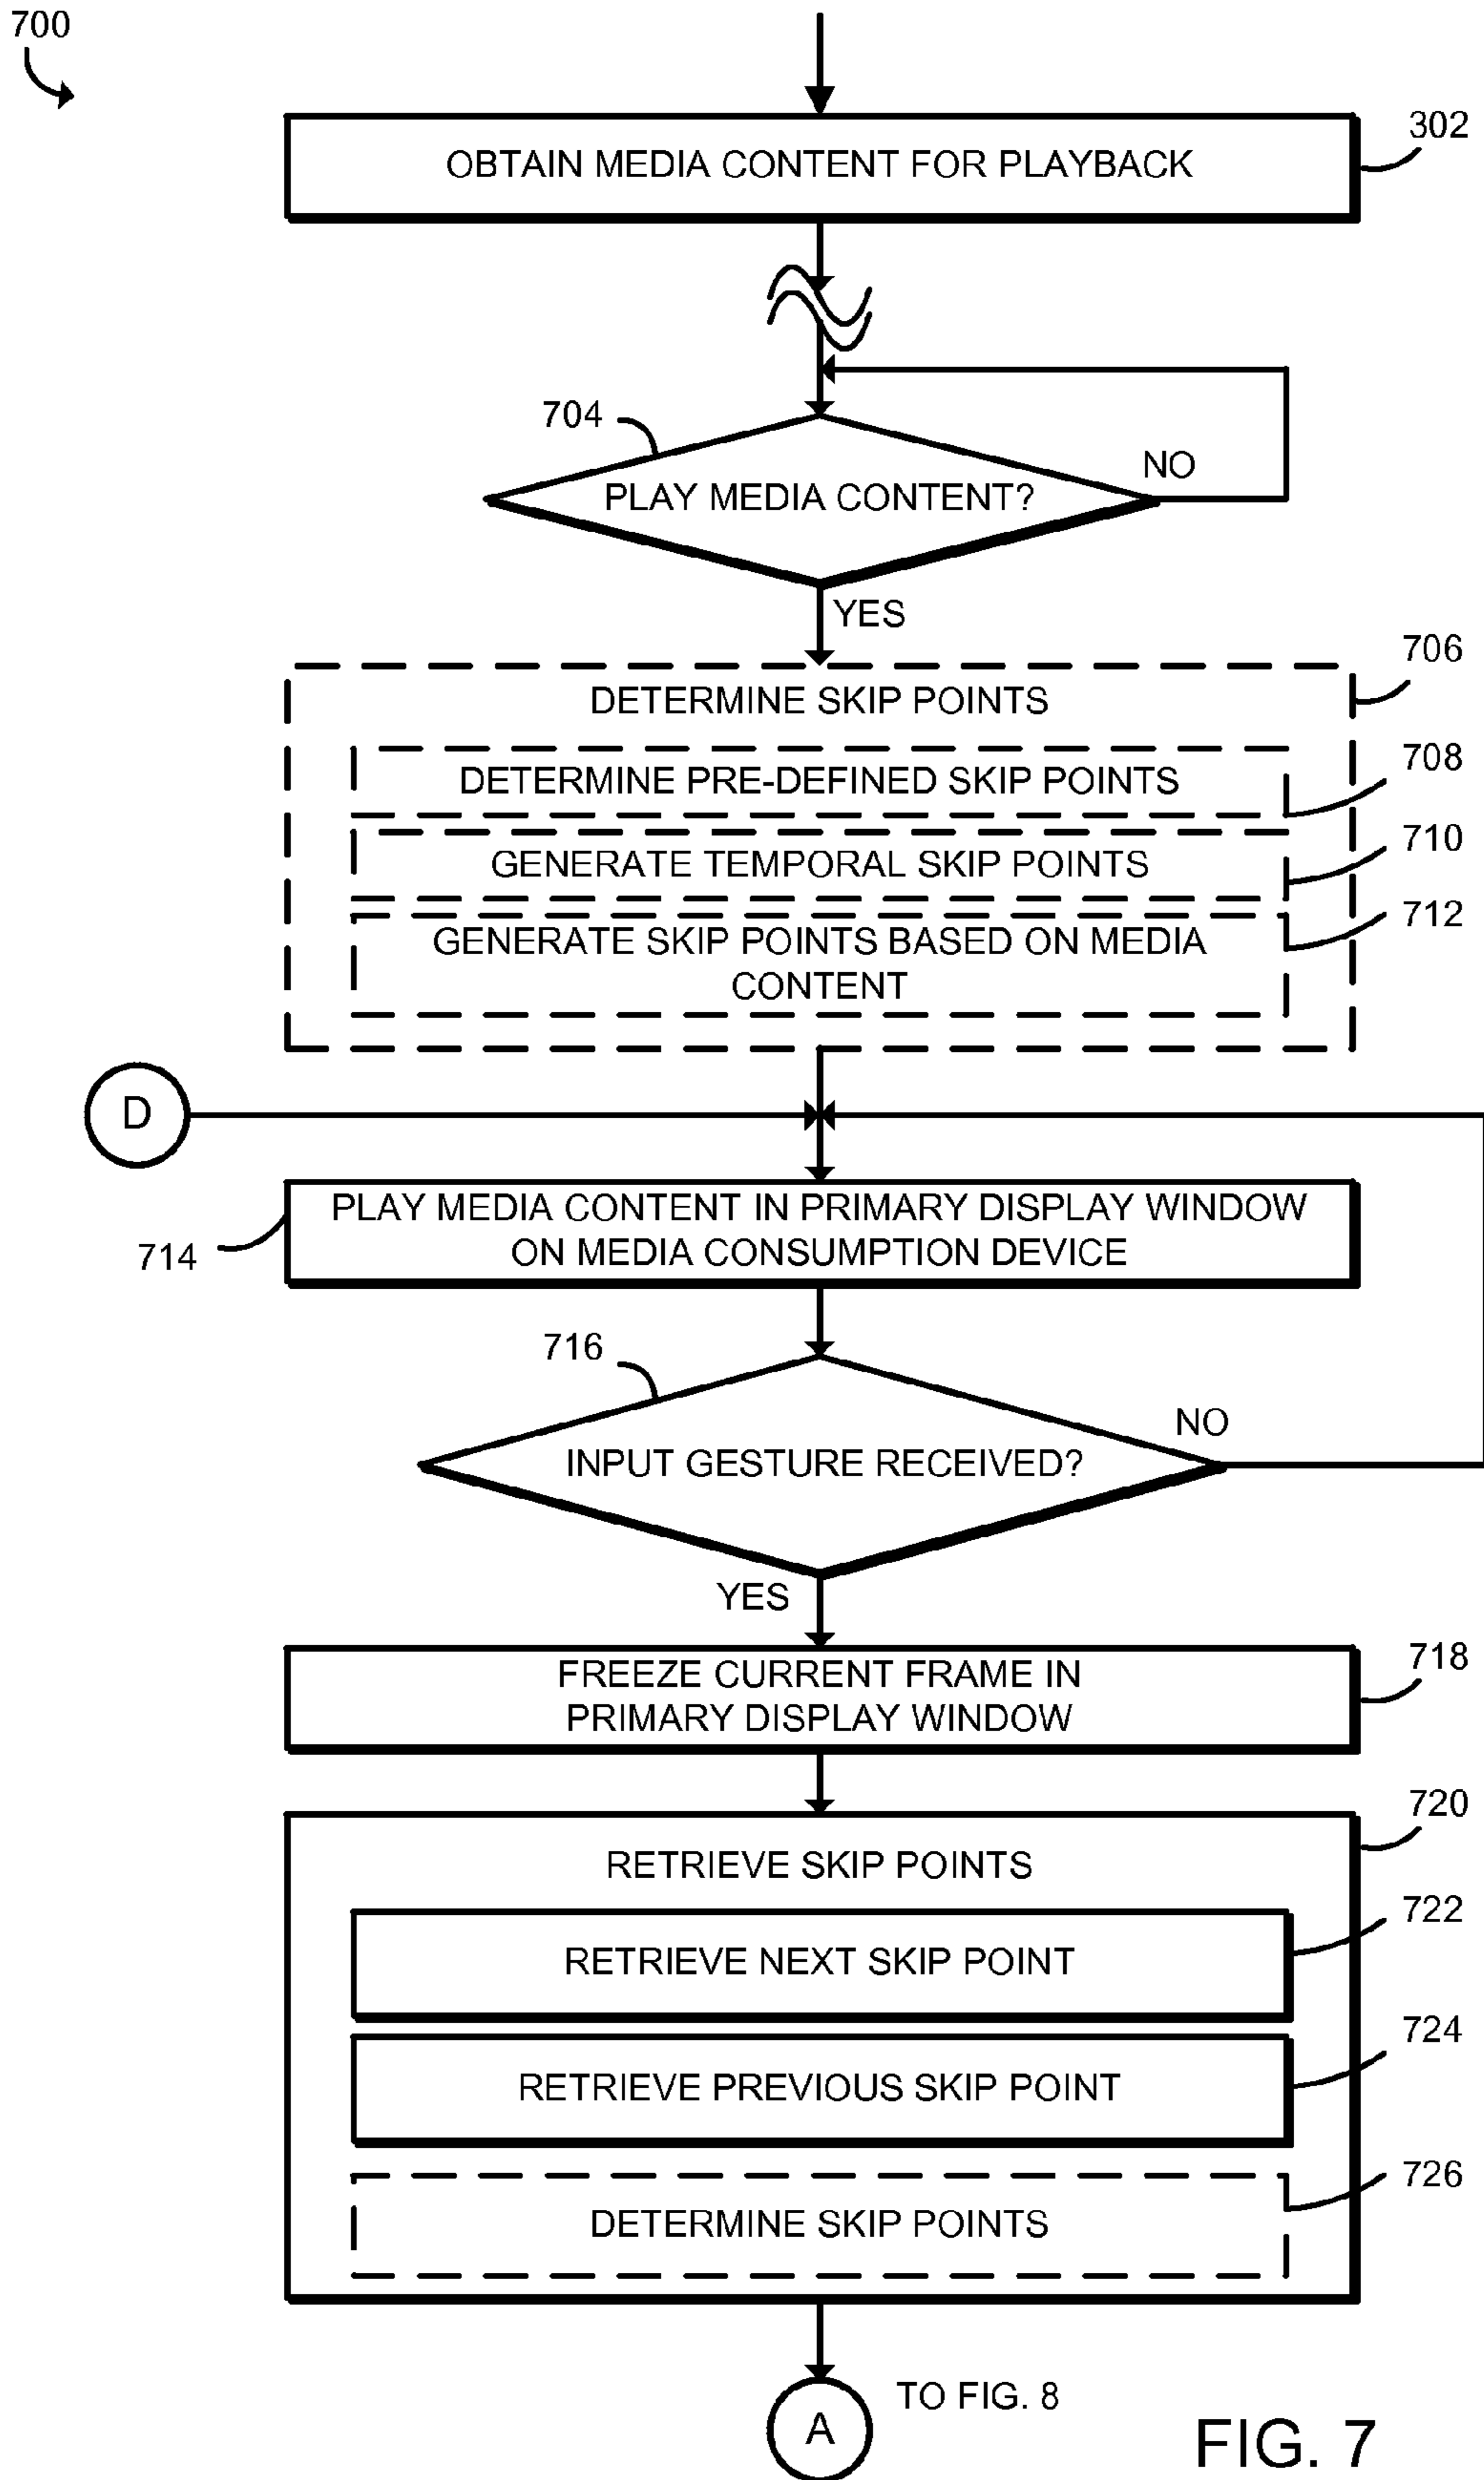 700
302
OBTAIN MEDIA CONTENT FOR PLAYBACK
704
NO
PLAY MEDIA CONTENT?
YES
706
DETERMINE SKIP POINTS
708
DETERMINE PRE-DEFINED SKIP POINTS
710
GENERATE TEMPORAL SKIP POINTS
712
GENERATE SKIP POINTS BASED ON MEDIA
CONTENT
D
PLAY MEDIA CONTENT IN PRIMARY DISPLAY WINDOW
ON MEDIA CONSUMPTION DEVICE
714
716
NO
INPUT GESTURE RECEIVED?
YES
718
FREEZE CURRENT FRAME IN
PRIMARY DISPLAY WINDOW
720
RETRIEVE SKIP POINTS
722
RETRIEVE NEXT SKIP POINT
724
RETRIEVE PREVIOUS SKIP POINT
726
DETERMINE SKIP POINTS
TO FIG. 8
A
FIG. 7